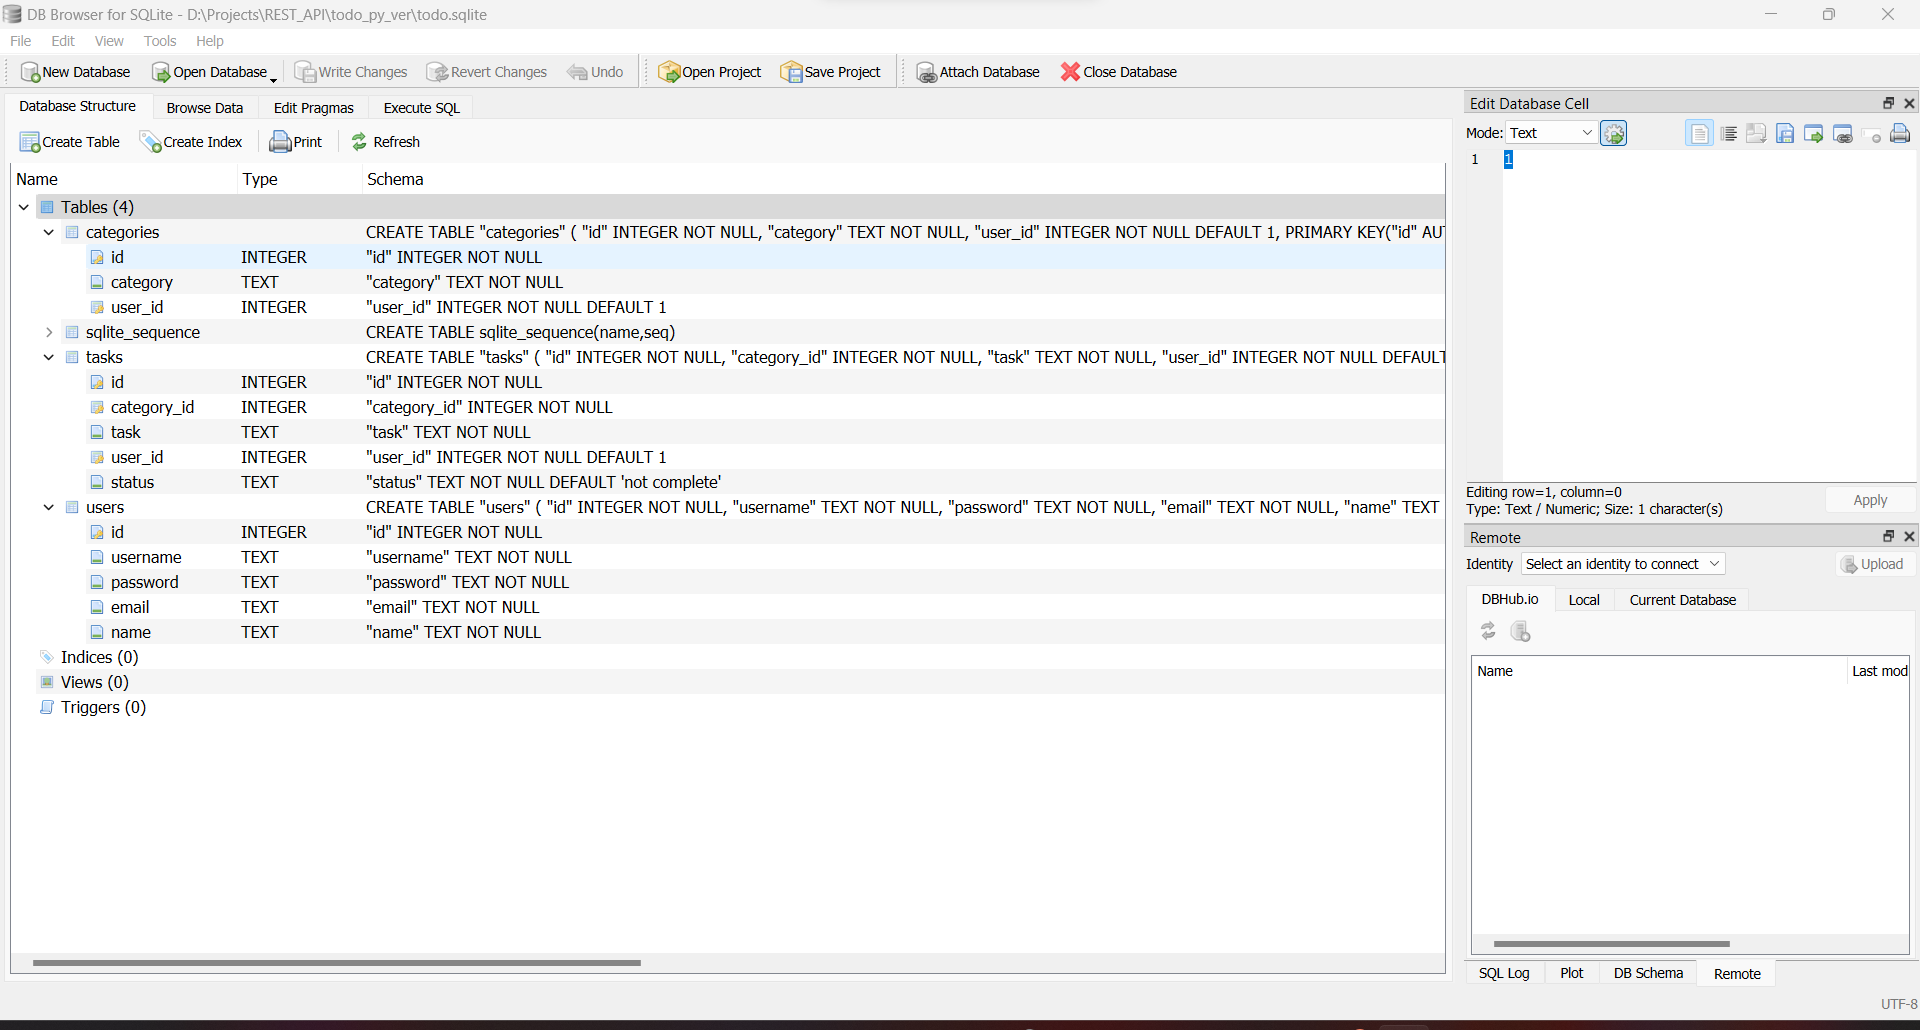 DB Browser for SQLite - D:\Projects\REST_API\todo_py_ver\todo.sqlite
File Edit View Tools Help
New Database Open Database Write Changes Revert Changes Undo Open Project Save Project Attach Database Close Database
Database Structure Browse Data Edit Pragmas Execute SQL
Create Table Create Index Print Refresh
Name Type Schema
Tables (4)
categories CREATE TABLE "categories" ( "id" INTEGER NOT NULL, "category" TEXT NOT NULL, "user_id" INTEGER NOT NULL DEFAULT 1, PRIMARY KEY("id" AU
id INTEGER "id" INTEGER NOT NULL
category TEXT "category" TEXT NOT NULL
user_id INTEGER "user_id" INTEGER NOT NULL DEFAULT 1
sqlite_sequence CREATE TABLE sqlite_sequence(name,seq)
tasks CREATE TABLE "tasks" ( "id" INTEGER NOT NULL, "category_id" INTEGER NOT NULL, "task" TEXT NOT NULL, "user_id" INTEGER NOT NULL DEFAULT
id INTEGER "id" INTEGER NOT NULL
category_id INTEGER "category_id" INTEGER NOT NULL
task TEXT "task" TEXT NOT NULL
user_id INTEGER "user_id" INTEGER NOT NULL DEFAULT 1
status TEXT "status" TEXT NOT NULL DEFAULT 'not complete'
users CREATE TABLE "users" ( "id" INTEGER NOT NULL, "username" TEXT NOT NULL, "password" TEXT NOT NULL, "email" TEXT NOT NULL, "name" TEXT
id INTEGER "id" INTEGER NOT NULL
username TEXT "username" TEXT NOT NULL
password TEXT "password" TEXT NOT NULL
email TEXT "email" TEXT NOT NULL
name TEXT "name" TEXT NOT NULL
Indices (0)
Views (0)
Triggers (0)
Edit Database Cell
Mode: Text
1 1
Editing row=1, column=0
Type: Text / Numeric; Size: 1 character(s)
Apply
Remote
Identity Select an identity to connect Upload
DBHub.io Local Current Database
Name Last mod
SQL Log Plot DB Schema Remote
UTF-8